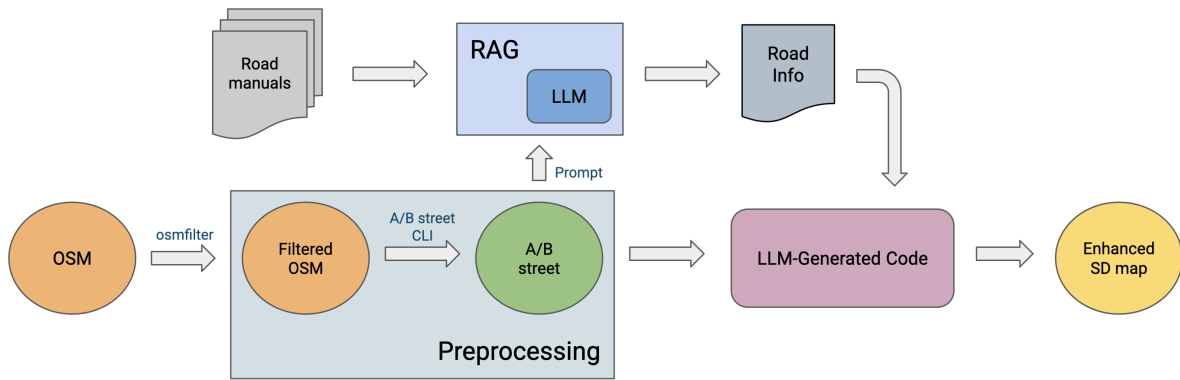 Road
manuals
RAG
LLM
Road
Info
Prompt
OSM
osmfilter
Filtered
OSM
A/B street
CLI
A/B
street
LLM-Generated Code
Enhanced
SD map
Preprocessing